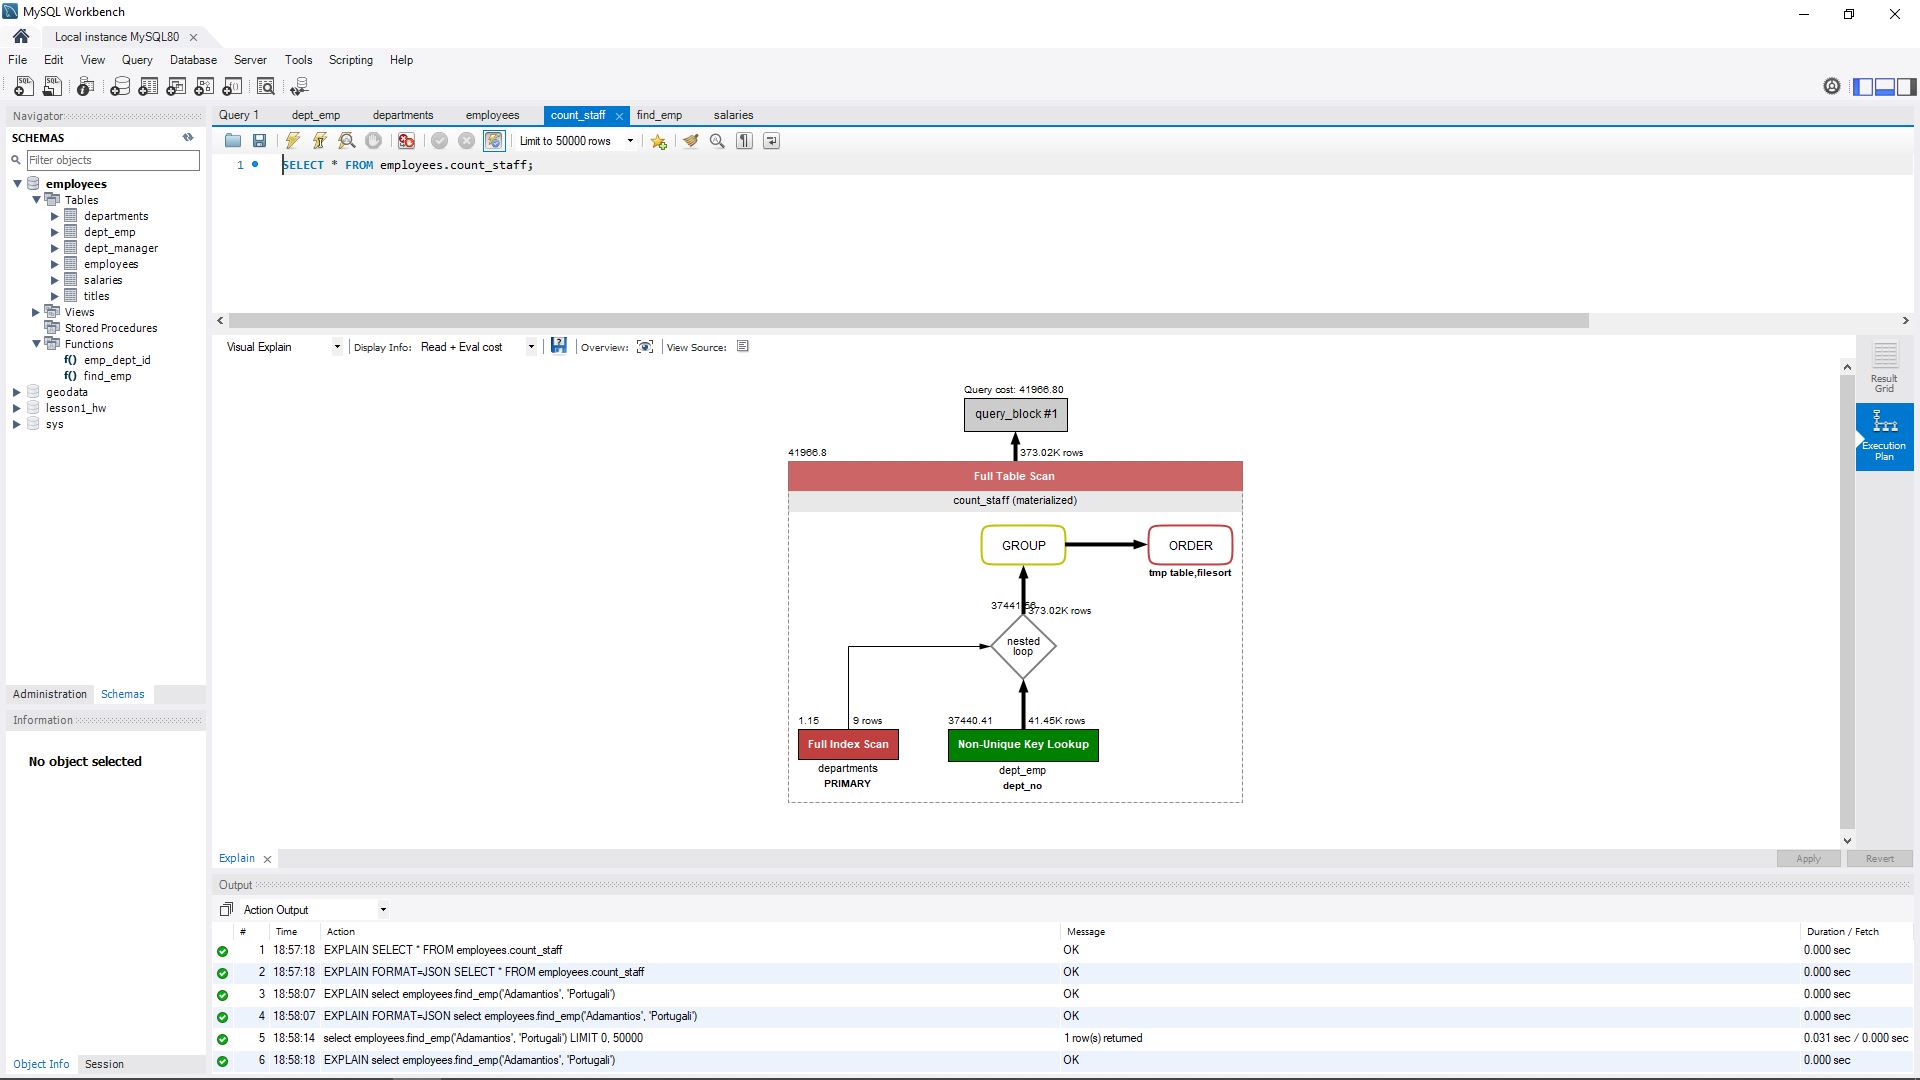 MySQL Workbench
Local instance MySQL80
File Edit View Query Database Server Tools Scripting Help
Navigator
SCHEMAS
Filter objects
employees
Tables
departments
dept_emp
dept_manager
employees
salaries
titles
Views
Stored Procedures
Functions
f() emp_dept_id
f() find_emp
geodata
lesson1_hw
sys
Administration Schemas
Information
No object selected
Object Info Session
Query 1 dept_emp departments employees count_staff find_emp salaries
Limit to 50000 rows
1 SELECT * FROM employees.count_staff;
Visual Explain Display Info: Read + Eval cost Overview: View Source:
Query cost: 41966.80
query_block #1
41966.8 373.02K rows
Full Table Scan
count_staff (materialized)
GROUP ORDER
tmp table,filesort
373.02K rows
nested
loop
1.15 9 rows 37440.41 41.45K rows
Full Index Scan Non-Unique Key Lookup
departments dept_emp
PRIMARY dept_no
Result
Grid
Execution
Plan
Explain
Apply Revert
Output
Action Output
# Time Action Message Duration / Fetch
1 18:57:18 EXPLAIN SELECT * FROM employees.count_staff OK 0.000 sec
2 18:57:18 EXPLAIN FORMAT=JSON SELECT * FROM employees.count_staff OK 0.000 sec
3 18:58:07 EXPLAIN select employees.find_emp('Adamantios', 'Portugali') OK 0.000 sec
4 18:58:07 EXPLAIN FORMAT=JSON select employees.find_emp('Adamantios', 'Portugali') OK 0.000 sec
5 18:58:14 select employees.find_emp('Adamantios', 'Portugali') LIMIT 0, 50000 1 row(s) returned 0.031 sec / 0.000 sec
6 18:58:18 EXPLAIN select employees.find_emp('Adamantios', 'Portugali') OK 0.000 sec